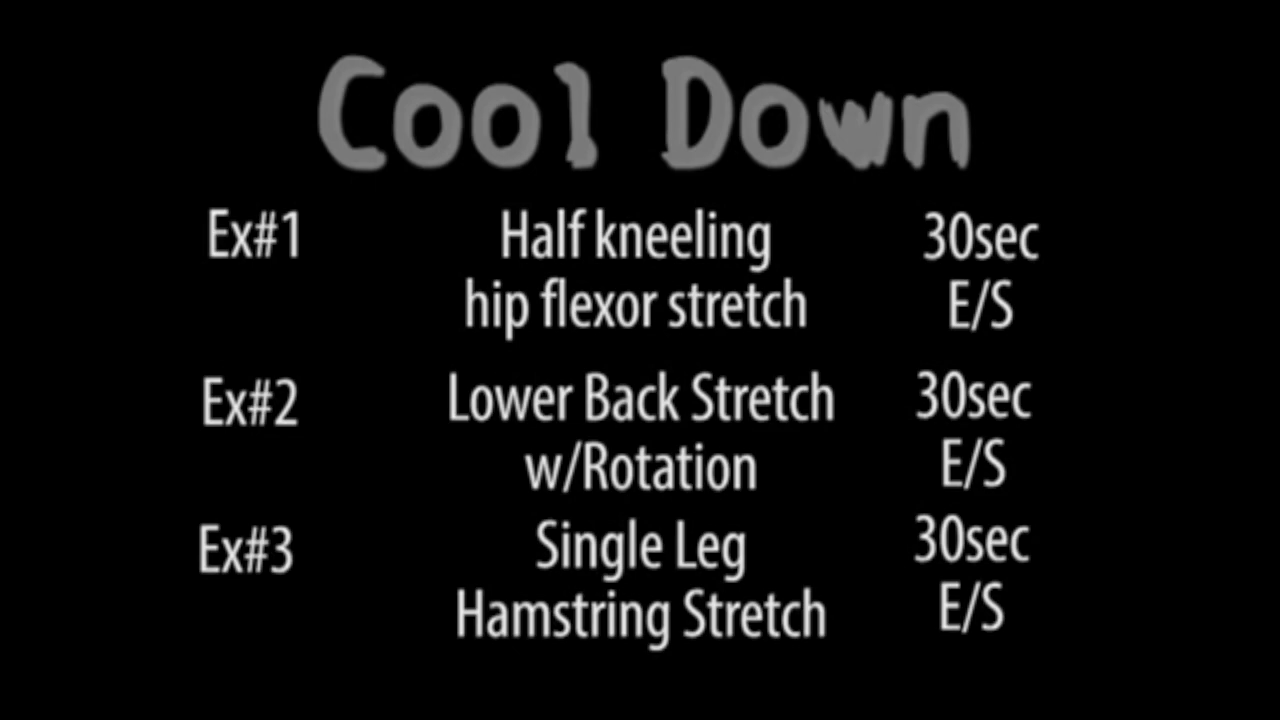 Cool Down
Ex#1 Half kneeling 30sec
hip flexor stretch E/S
Ex#2 Lower Back Stretch 30sec
w/Rotation E/S
Ex#3 Single Leg 30sec
Hamstring Stretch E/S